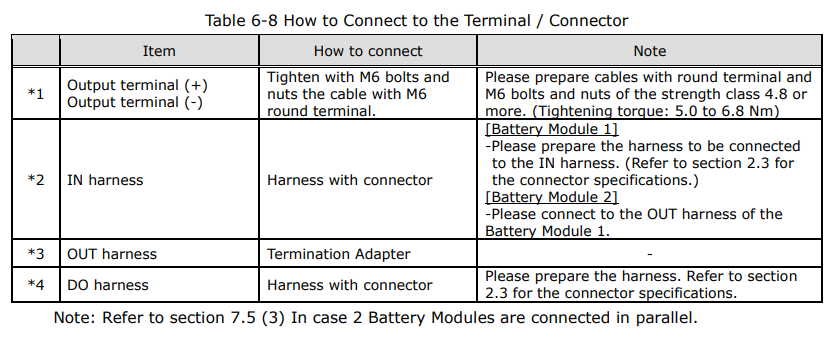 Table 6-8 How to Connect to the Terminal / Connector
Item
How to connect
Note
*1
Output terminal (+)
Output terminal (-)
Tighten with M6 bolts and
nuts the cable with M6
round terminal.
Please prepare cables with round terminal and
M6 bolts and nuts of the strength class 4.8 or
more. (Tightening torque: 5.0 to 6.8 Nm)
*2
IN harness
Harness with connector
[Battery Module 1]
-Please prepare the harness to be connected
to the IN harness. (Refer to section 2.3 for
the connector specifications.)
[Battery Module 2]
-Please connect to the OUT harness of the
Battery Module 1.
*3
OUT harness
Termination Adapter
-
*4
DO harness
Harness with connector
Please prepare the harness. Refer to section
2.3 for the connector specifications.
Note: Refer to section 7.5 (3) In case 2 Battery Modules are connected in parallel.